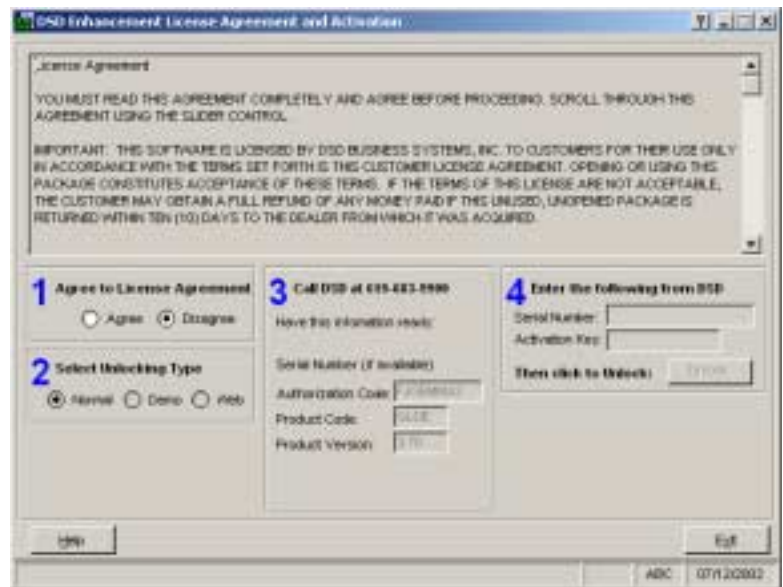 DSD Enhancement License Agreement and Activation
License Agreement
YOU MUST READ THIS AGREEMENT COMPLETELY AND AGREE BEFORE PROCEEDING. SCROLL THROUGH THIS
AGREEMENT USING THE SLIDER CONTROL.
IMPORTANT: THIS SOFTWARE IS LICENSED BY DSD BUSINESS SYSTEMS, INC. TO CUSTOMERS FOR THEIR USE ONLY
IN ACCORDANCE WITH THE TERMS SET FORTH IS THIS CUSTOMER LICENSE AGREEMENT. OPENING OR USING THIS
PACKAGE CONSTITUTES ACCEPTANCE OF THESE TERMS. IF THE TERMS OF THIS LICENSE ARE NOT ACCEPTABLE,
THE CUSTOMER MAY OBTAIN A FULL REFUND OF ANY MONEY PAID IF THIS UNUSED, UNOPENED PACKAGE IS
RETURNED WITHIN TEN (10) DAYS TO THE DEALER FROM WHICH IT WAS ACQUIRED.
1 Agree to License Agreement
Agree Disagree
2 Select Unlocking Type
Normal Demo Web
3 Call DSD at
Have this information ready:
Serial Number (if available)
Authorization Code:
Product Code:
Product Version:
4 Enter the following from DSD
Serial Number:
Activation Key:
Then click to Unlock: Unlock
Help
Exit
ABC 07/12/2002